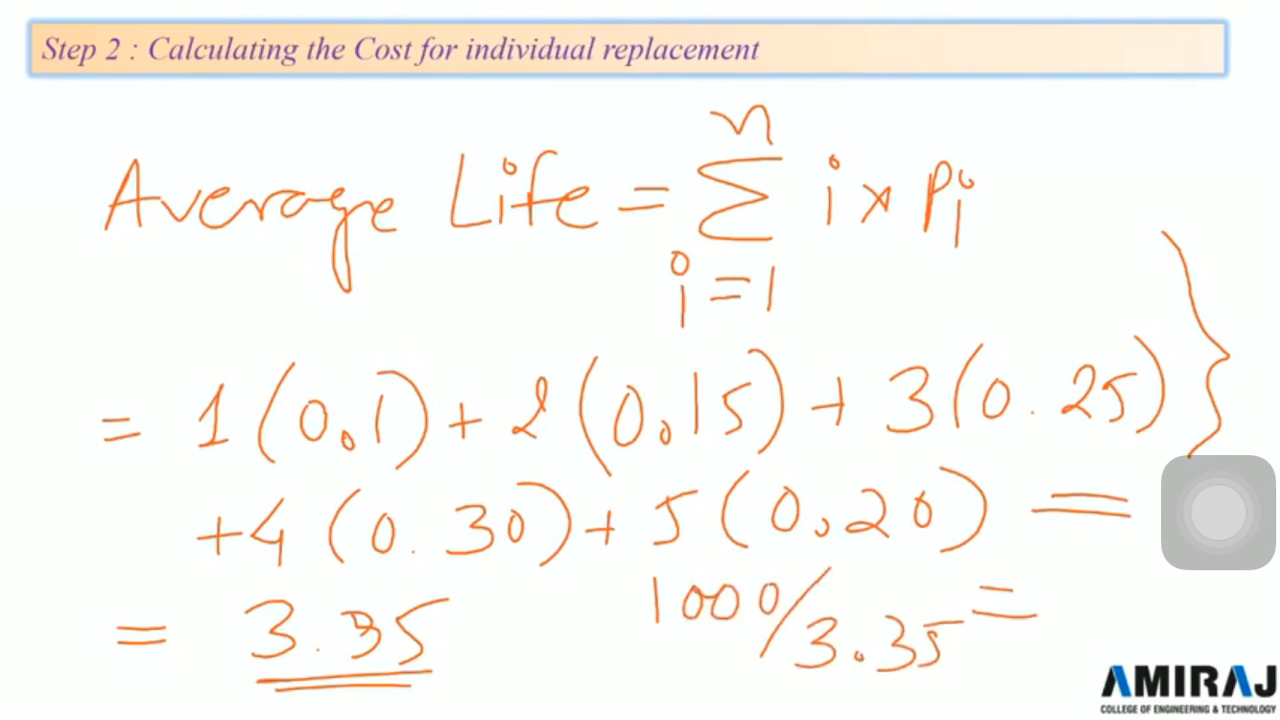 Step 2 : Calculating the Cost for individual replacement
Average Life = n∑i=1 i × Pi
= 1(0.1) + 2(0.15) + 3(0.25) }
+ 4(0.30) + 5(0.20) =
= 3.35
1000/3.35 =
AMIRAJ
COLLEGE OF ENGINEERING & TECHNOLOGY